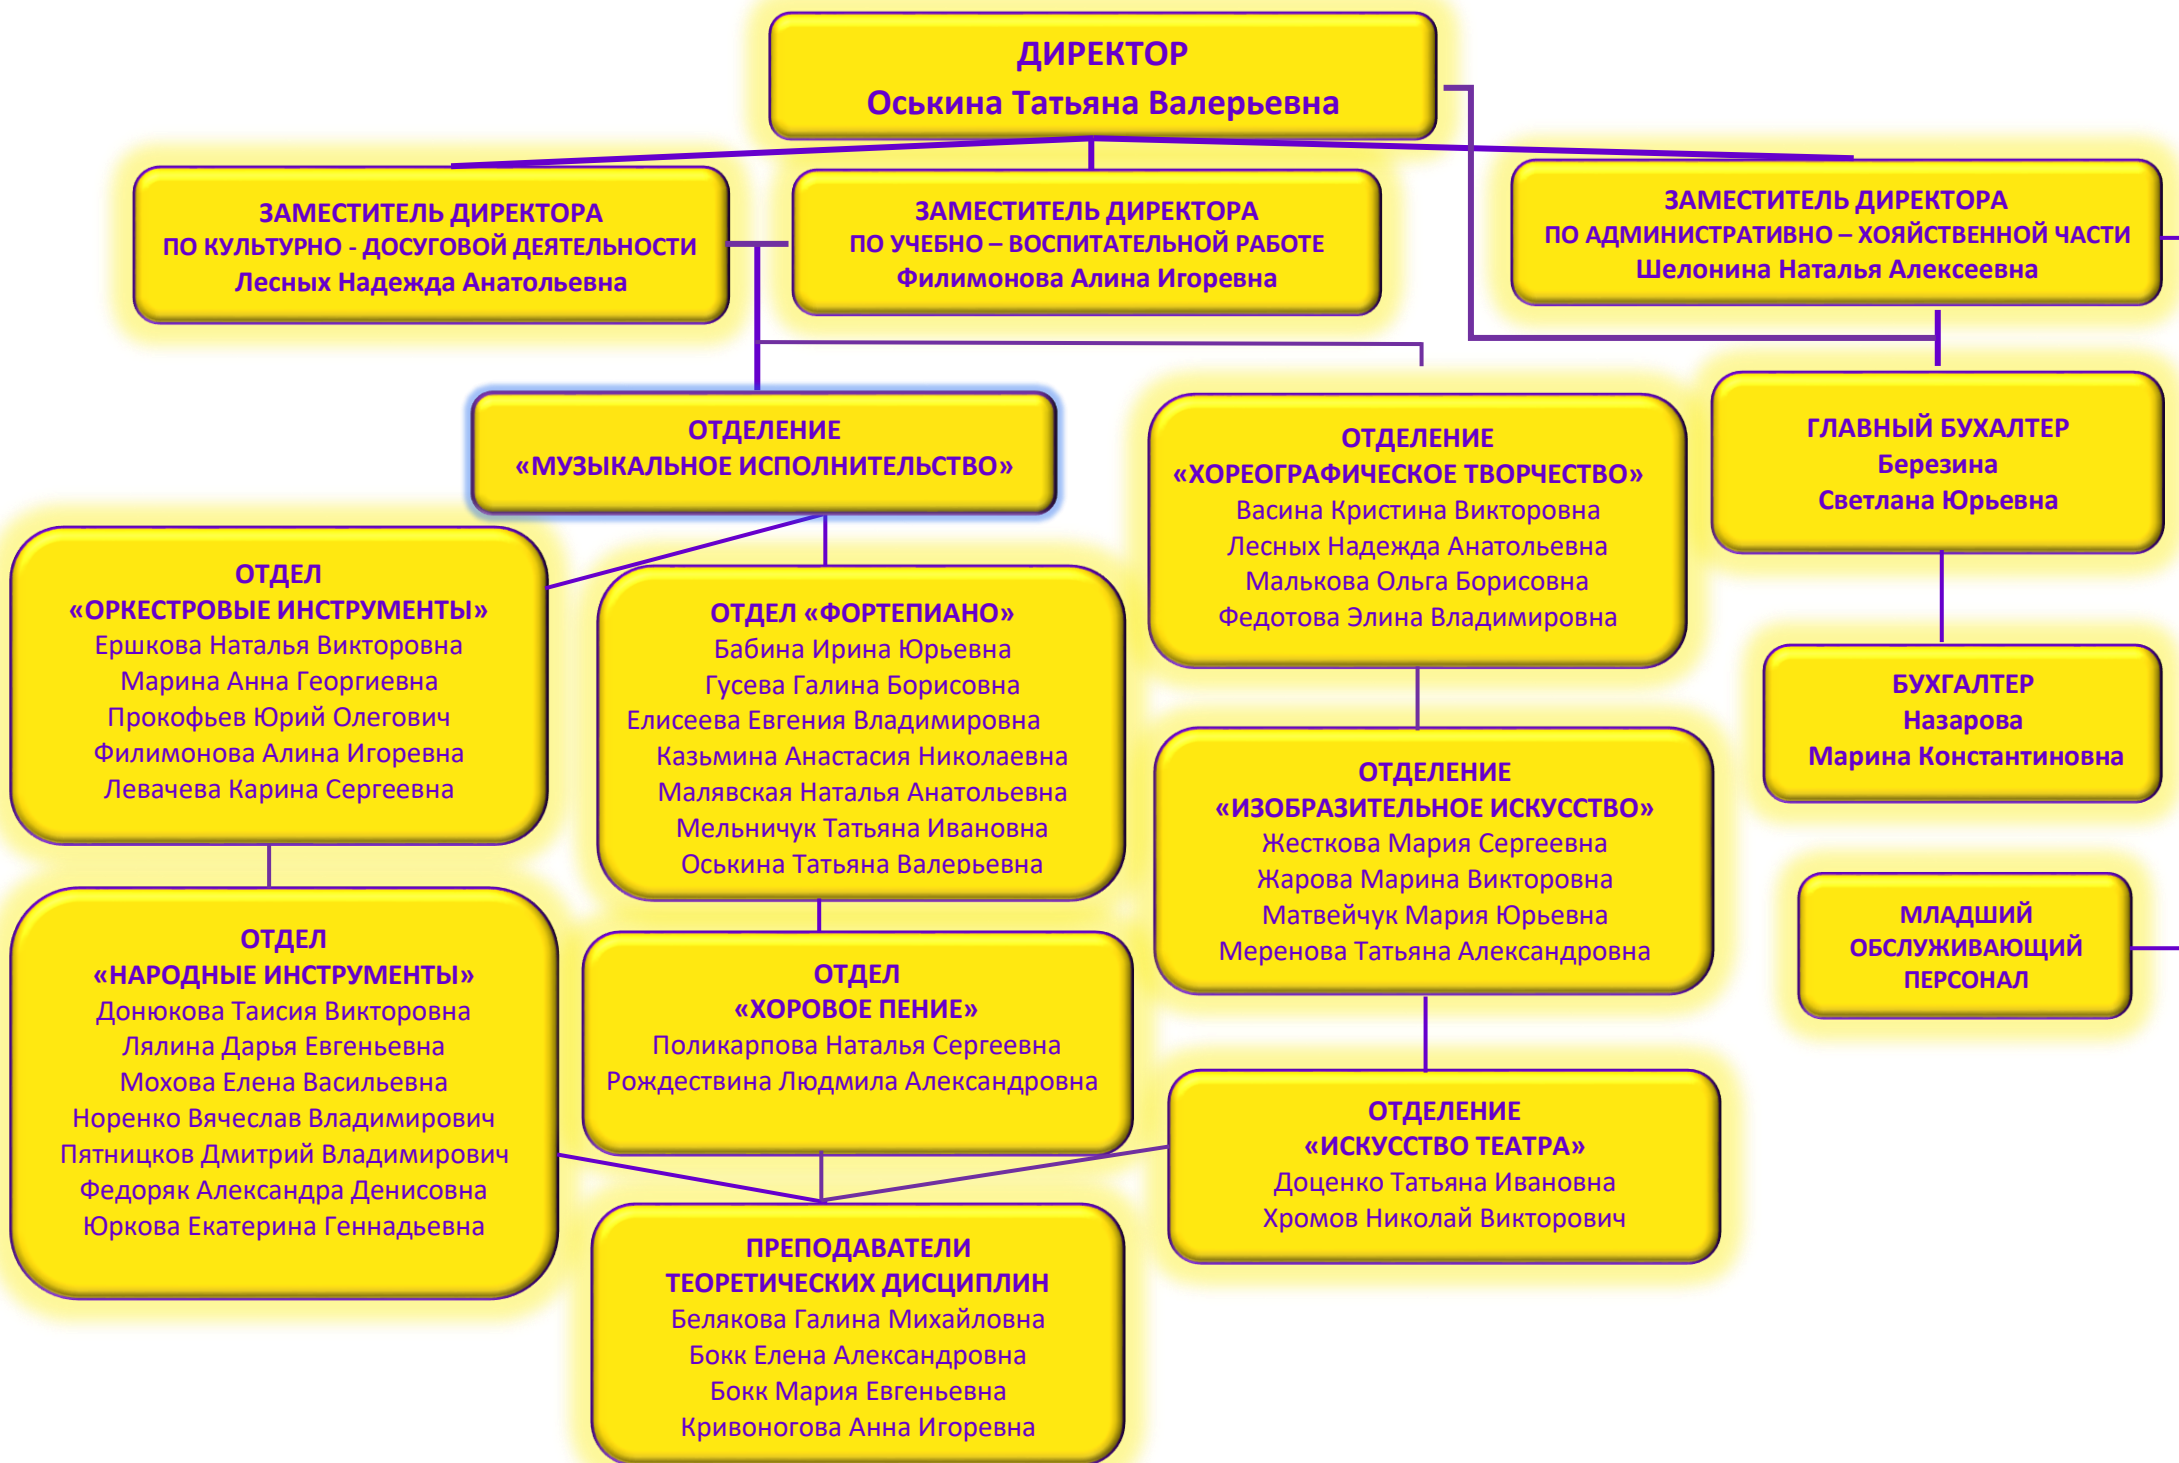 ДИРЕКТОР
Оськина Татьяна Валерьевна
ЗАМЕСТИТЕЛЬ ДИРЕКТОРА
ПО КУЛЬТУРНО - ДОСУГОВОЙ ДЕЯТЕЛЬНОСТИ
Лесных Надежда Анатольевна
ЗАМЕСТИТЕЛЬ ДИРЕКТОРА
ПО УЧЕБНО – ВОСПИТАТЕЛЬНОЙ РАБОТЕ
Филимонова Алина Игоревна
ЗАМЕСТИТЕЛЬ ДИРЕКТОРА
ПО АДМИНИСТРАТИВНО – ХОЯЙСТВЕННОЙ ЧАСТИ
Шелонина Наталья Алексеевна
ОТДЕЛЕНИЕ
«МУЗЫКАЛЬНОЕ ИСПОЛНИТЕЛЬСТВО»
ОТДЕЛЕНИЕ
«ХОРЕОГРАФИЧЕСКОЕ ТВОРЧЕСТВО»
Васина Кристина Викторовна
Лесных Надежда Анатольевна
Малькова Ольга Борисовна
Федотова Элина Владимировна
ГЛАВНЫЙ БУХАЛТЕР
Березина
Светлана Юрьевна
ОТДЕЛ
«ОРКЕСТРОВЫЕ ИНСТРУМЕНТЫ»
Ершкова Наталья Викторовна
Марина Анна Георгиевна
Прокофьев Юрий Олегович
Филимонова Алина Игоревна
Левачева Карина Сергеевна
ОТДЕЛ «ФОРТЕПИАНО»
Бабина Ирина Юрьевна
Гусева Галина Борисовна
Елисеева Евгения Владимировна
Казьмина Анастасия Николаевна
Малявская Наталья Анатольевна
Мельничук Татьяна Ивановна
Оськина Татьяна Валерьевна
БУХГАЛТЕР
Назарова
Марина Константиновна
ОТДЕЛЕНИЕ
«ИЗОБРАЗИТЕЛЬНОЕ ИСКУССТВО»
Жесткова Мария Сергеевна
Жарова Марина Викторовна
Матвейчук Мария Юрьевна
Меренова Татьяна Александровна
МЛАДШИЙ
ОБСЛУЖИВАЮЩИЙ
ПЕРСОНАЛ
ОТДЕЛ
«НАРОДНЫЕ ИНСТРУМЕНТЫ»
Донюкова Таисия Викторовна
Лялина Дарья Евгеньевна
Мохова Елена Васильевна
Норенко Вячеслав Владимирович
Пятницков Дмитрий Владимирович
Федоряк Александра Денисовна
Юркова Екатерина Геннадьевна
ОТДЕЛ
«ХОРОВОЕ ПЕНИЕ»
Поликарпова Наталья Сергеевна
Рождествина Людмила Александровна
ОТДЕЛЕНИЕ
«ИСКУССТВО ТЕАТРА»
Доценко Татьяна Ивановна
Хромов Николай Викторович
ПРЕПОДАВАТЕЛИ
ТЕОРЕТИЧЕСКИХ ДИСЦИПЛИН
Белякова Галина Михайловна
Бокк Елена Александровна
Бокк Мария Евгеньевна
Кривоногова Анна Игоревна